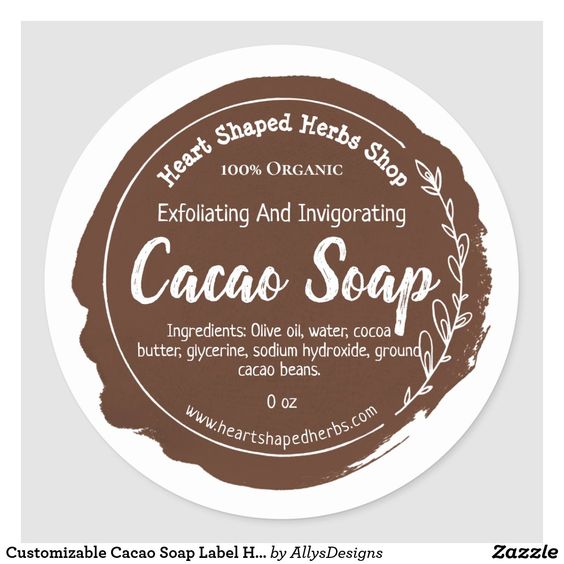 Heart Shaped Herbs Shop
100% Organic
Exfoliating And Invigorating
Cacao Soap
Ingredients: Olive oil, water, cocoa
butter, glycerine, sodium hydroxide, ground
cacao beans.
0 oz
www.heartshapedherbs.com
Customizable Cacao Soap Label H... by AllysDesigns
Zazzle